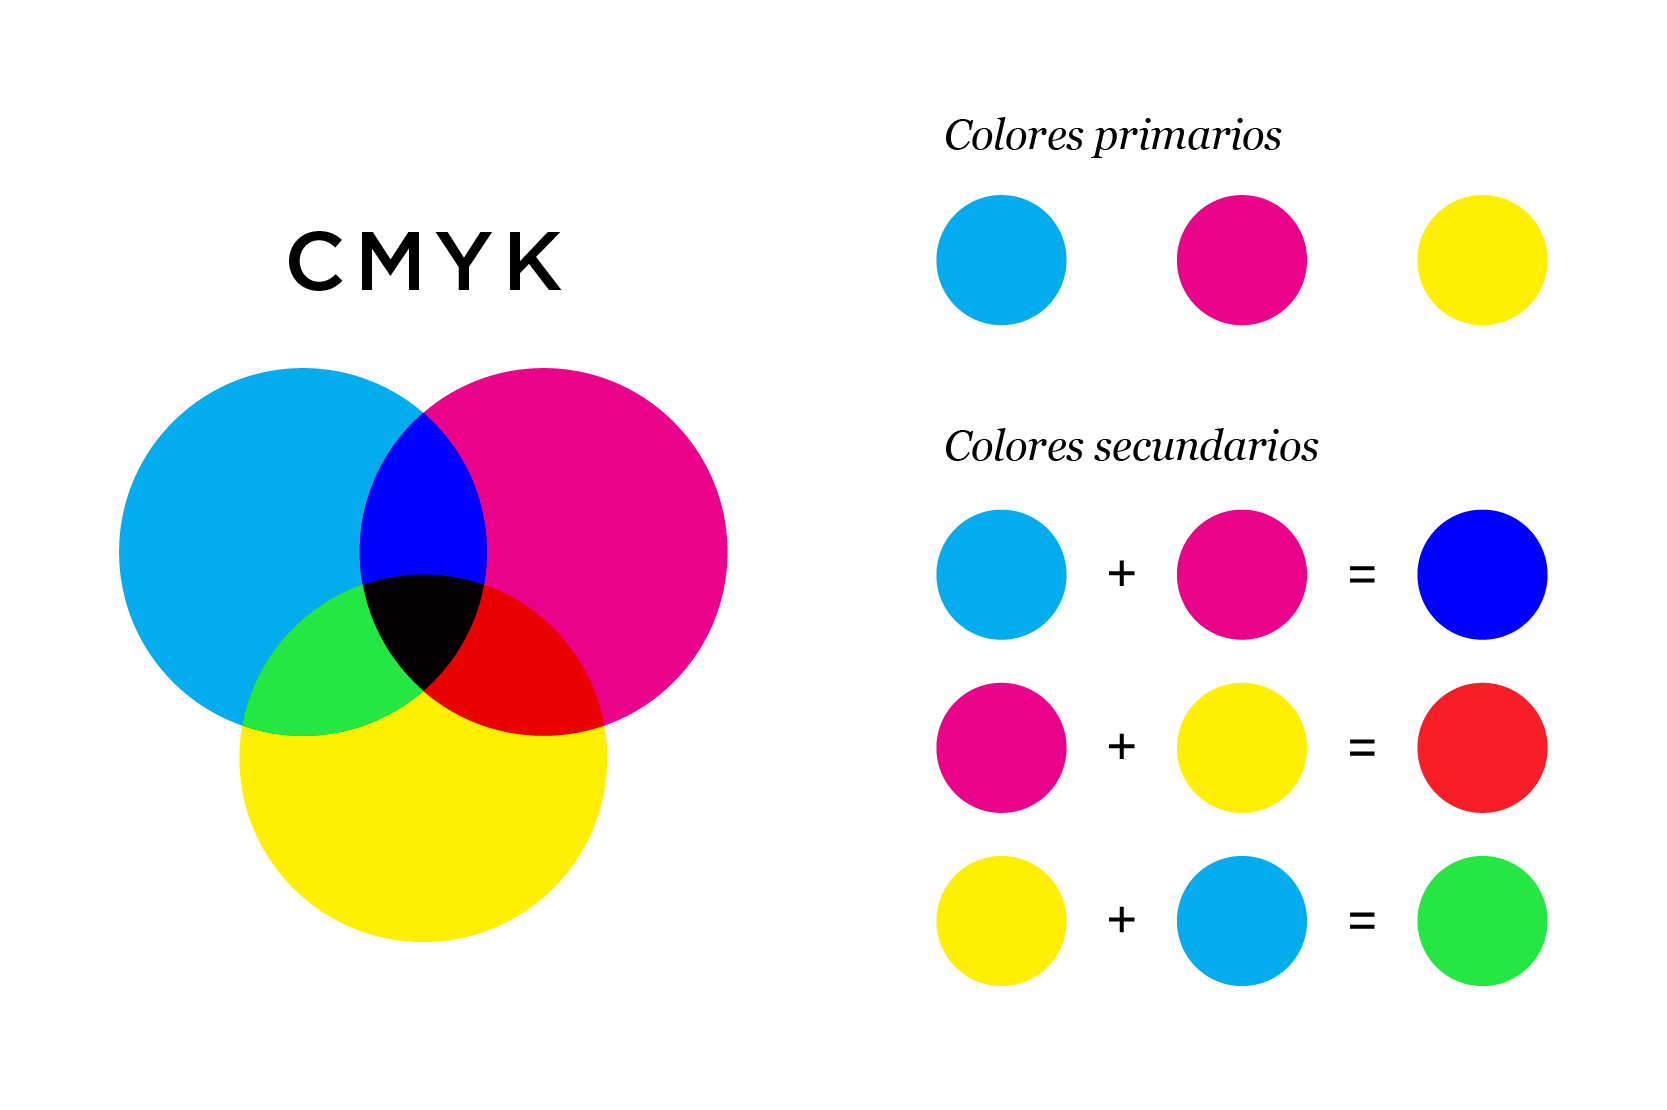 CMYK
Colores primarios
Colores secundarios
+ =
+ =
+ =